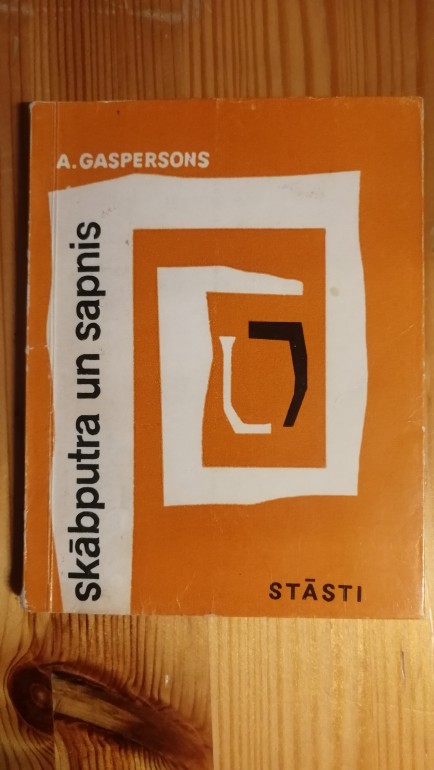 A. GASPERSONS
skābputra un sapnis
STĀSTI